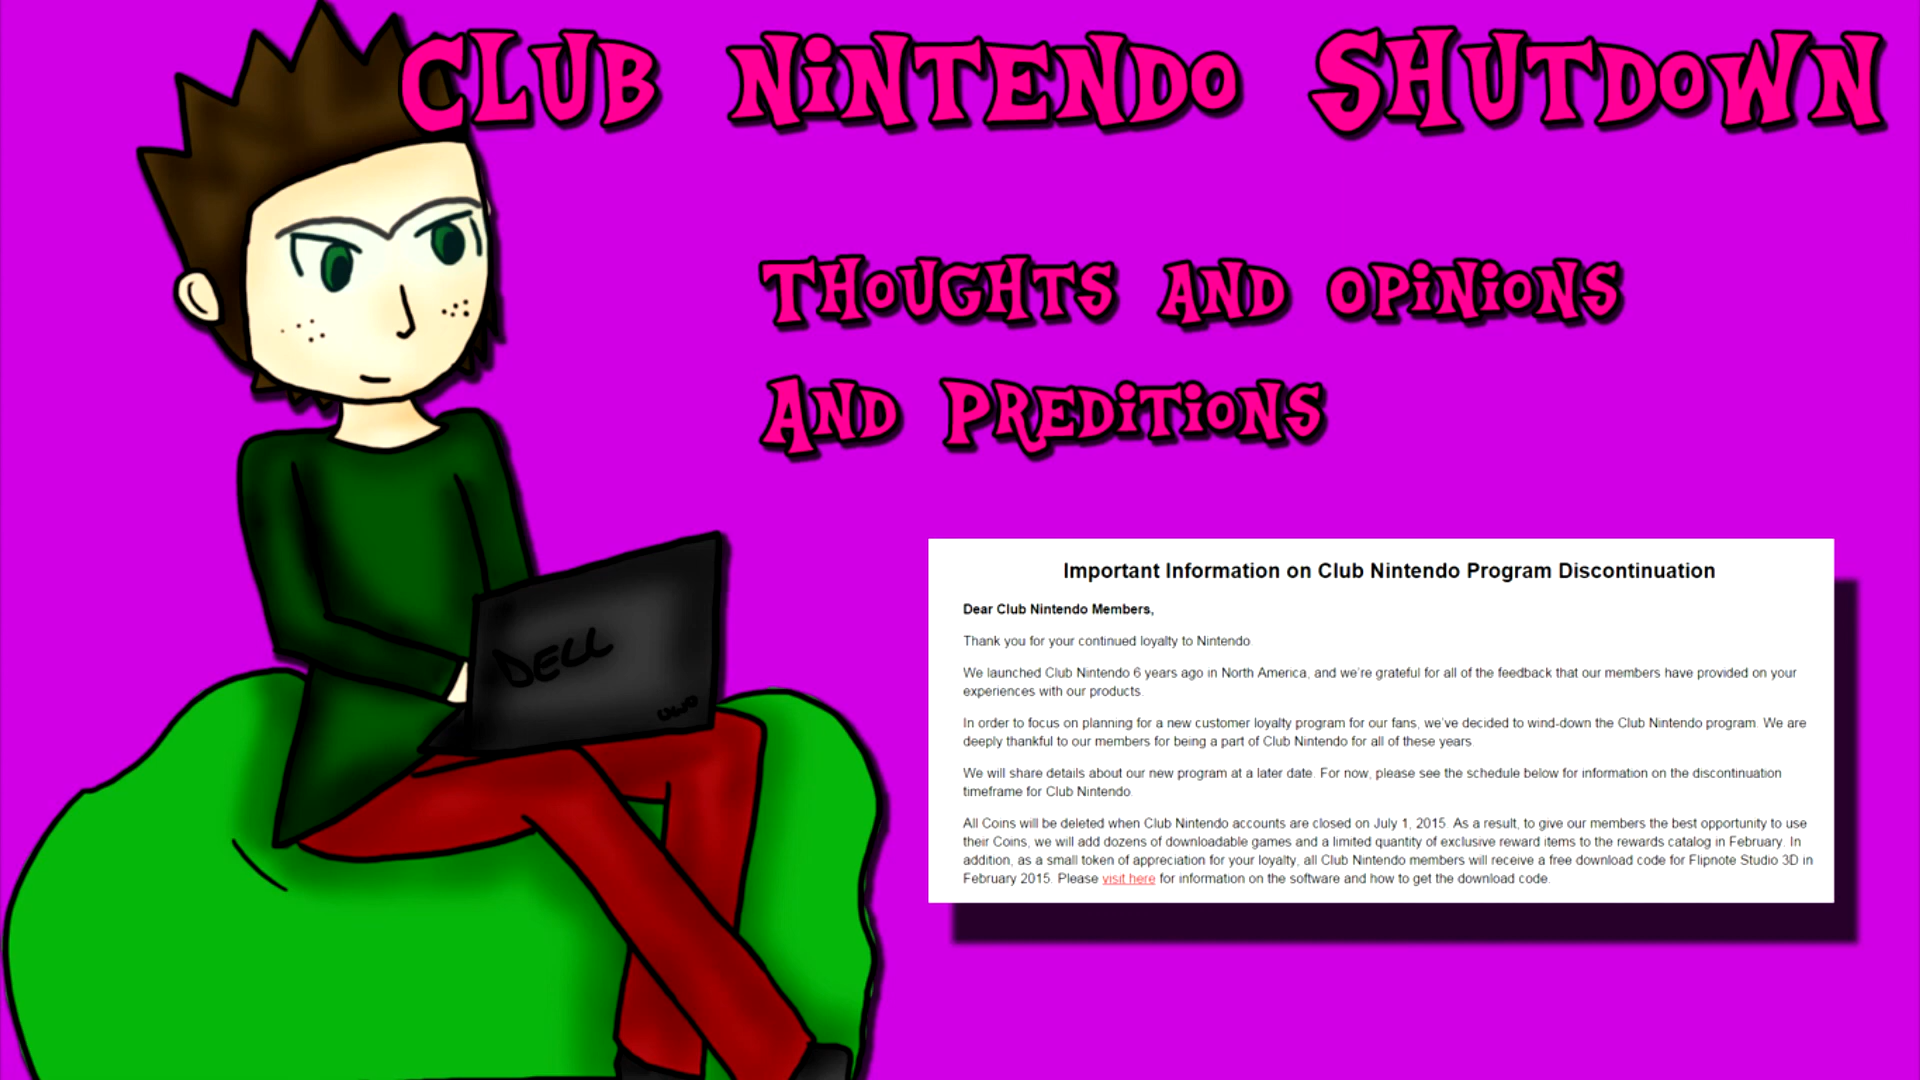 CLUB NiNTENDO SHUTDOWN
THOUGHTS AND OPiNiONS
AND PREDiTiONS
DELL
Important Information on Club Nintendo Program Discontinuation
Dear Club Nintendo Members,
Thank you for your continued loyalty to Nintendo.
We launched Club Nintendo 6 years ago in North America, and we're grateful for all of the feedback that our members have provided on your
experiences with our products.
In order to focus on planning for a new customer loyalty program for our fans, we've decided to wind-down the Club Nintendo program. We are
deeply thankful to our members for being a part of Club Nintendo for all of these years.
We will share details about our new program at a later date. For now, please see the schedule below for information on the discontinuation
timeframe for Club Nintendo.
All Coins will be deleted when Club Nintendo accounts are closed on July 1, 2015. As a result, to give our members the best opportunity to use
their Coins, we will add dozens of downloadable games and a limited quantity of exclusive reward items to the rewards catalog in February. In
addition, as a small token of appreciation for your loyalty, all Club Nintendo members will receive a free download code for Flipnote Studio 3D in
February 2015. Please visit here for information on the software and how to get the download code.